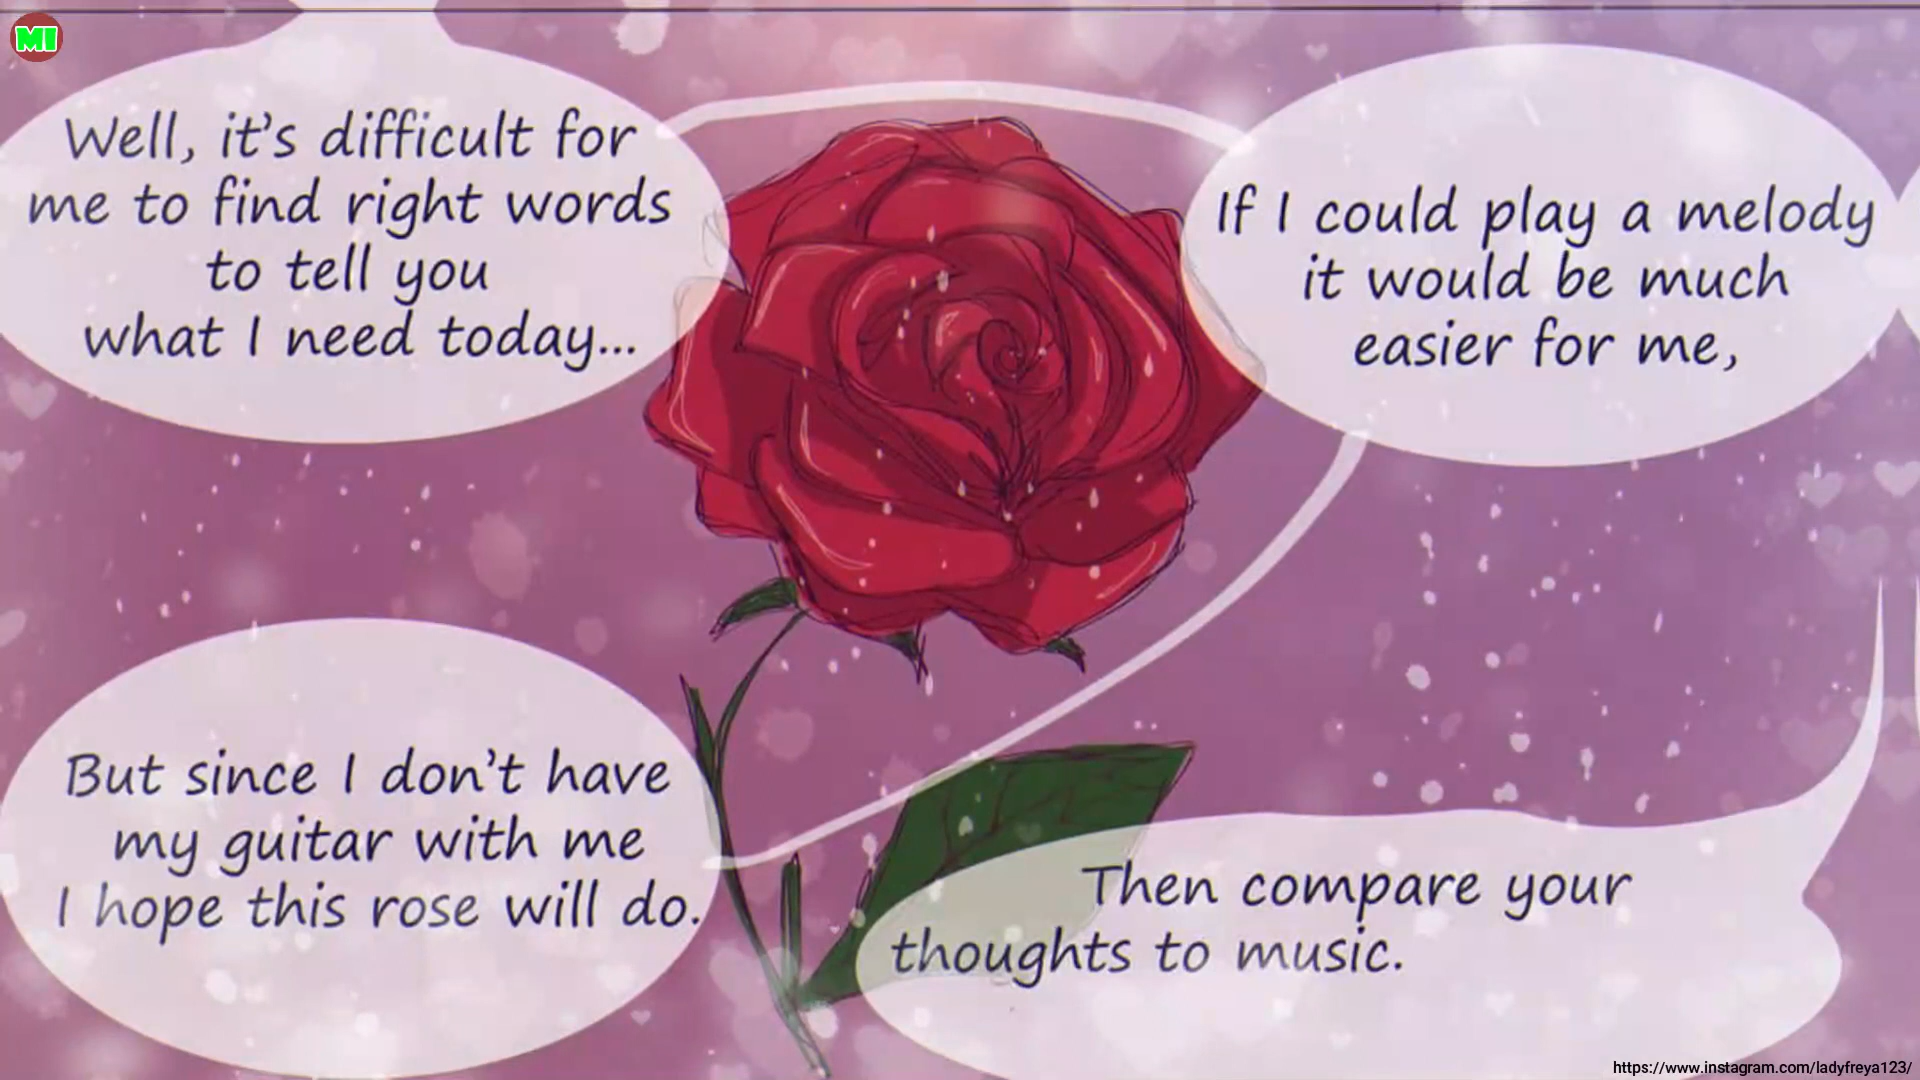 MI
Well, it's difficult for
me to find right words
to tell you
what I need today...
If I could play a melody
it would be much
easier for me,
But since I don't have
my guitar with me
I hope this rose will do.
Then compare your
thoughts to music.
https://www.instagram.com/ladyfreya123/